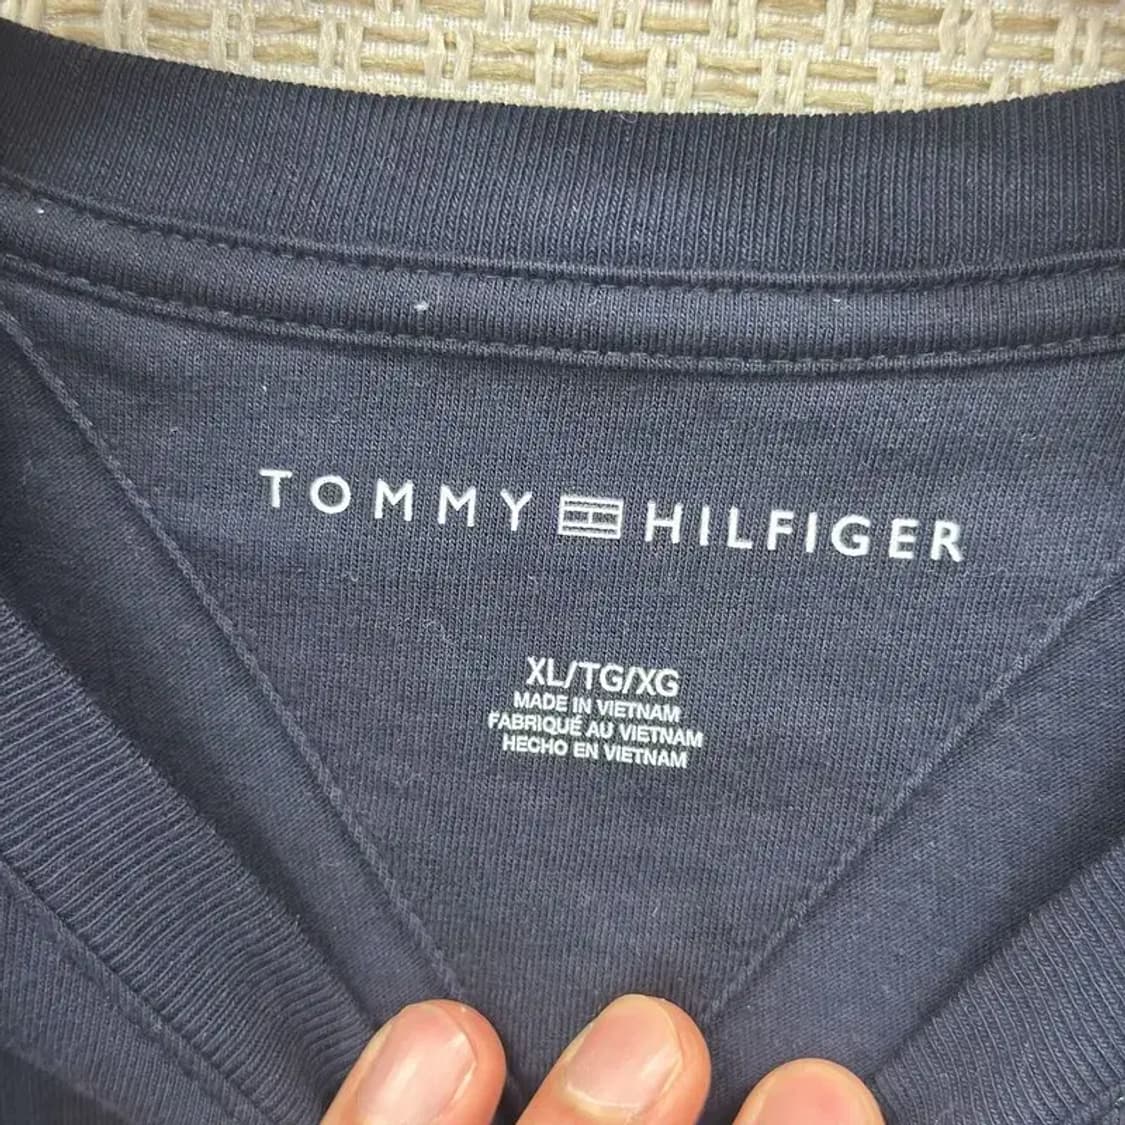 TOMMY HILFIGER
XL/TG/XG
MADE IN VIETNAM
FABRIQUÉ AU VIETNAM
HECHO EN VIETNAM